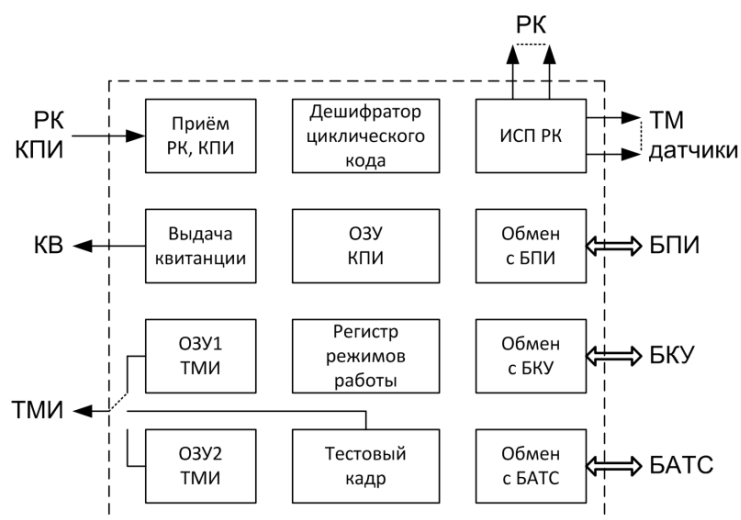 РК
РК
КПИ
Приём
РК, КПИ
Дешифратор
циклического
кода
ИСП РК
ТМ
датчики
КВ
Выдача
квитанции
ОЗУ
КПИ
Обмен
с БПИ
БПИ
ОЗУ1
ТМИ
Регистр
режимов
работы
Обмен
с БКУ
БКУ
ТМИ
ОЗУ2
ТМИ
Тестовый
кадр
Обмен
с БАТС
БАТС